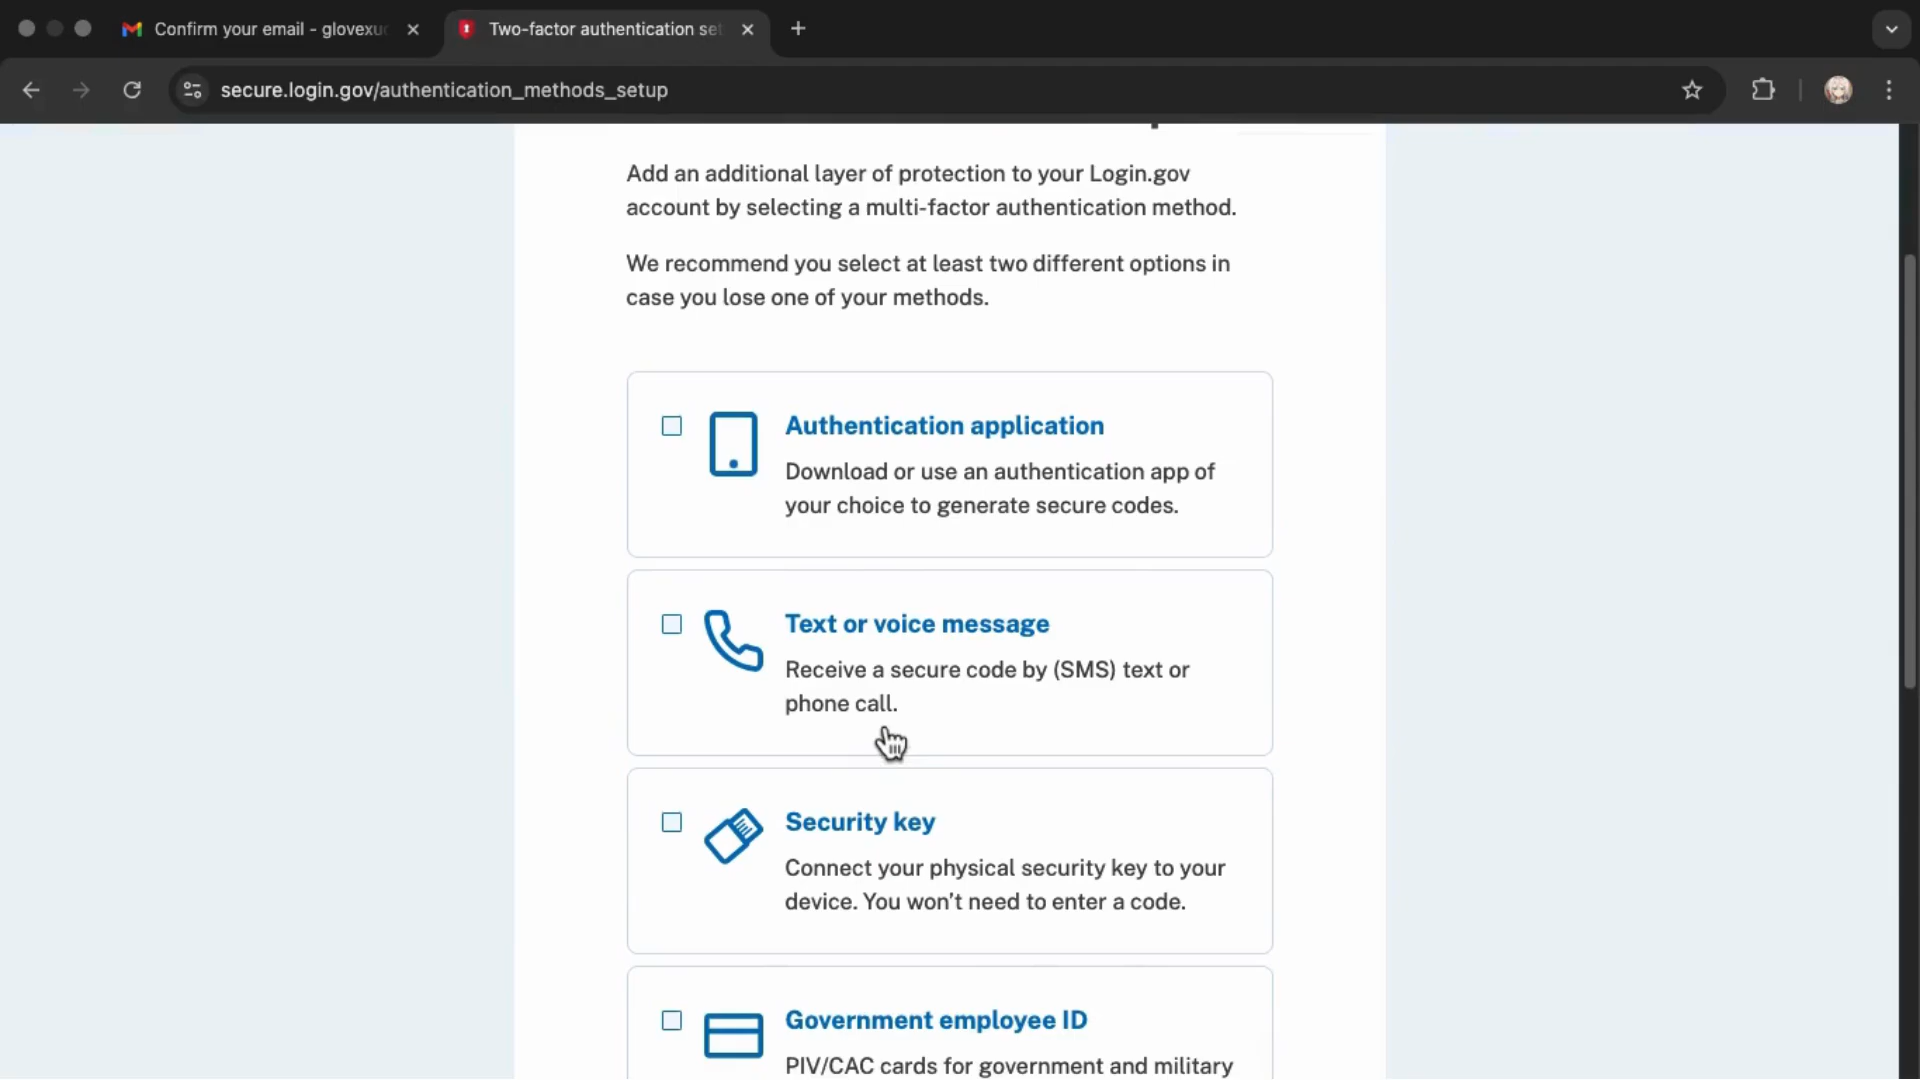 Confirm your email - glovexu
Two-factor authentication set
secure.login.gov/authentication_methods_setup
Add an additional layer of protection to your Login.gov
account by selecting a multi-factor authentication method.
We recommend you select at least two different options in
case you lose one of your methods.
Authentication application
Download or use an authentication app of
your choice to generate secure codes.
Text or voice message
Receive a secure code by (SMS) text or
phone call.
Security key
Connect your physical security key to your
device. You won't need to enter a code.
Government employee ID
PIV/CAC cards for government and military